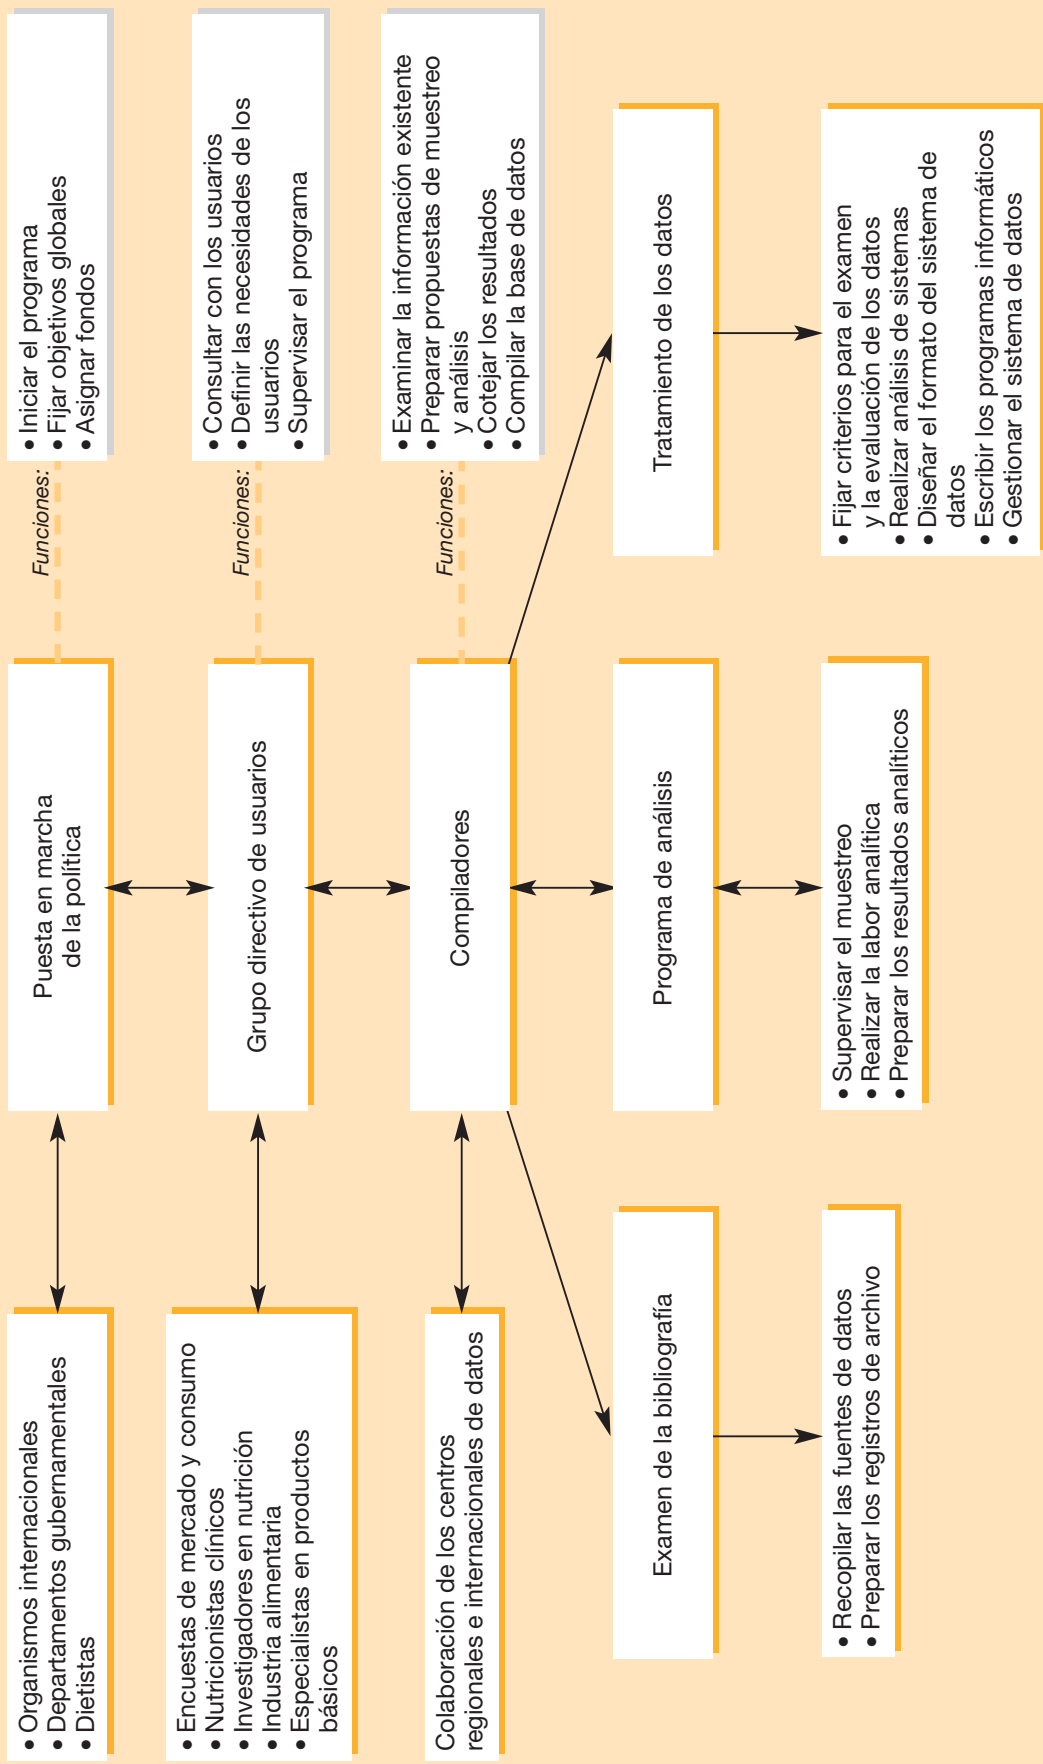 • Organismos internacionales
• Departamentos gubernamentales
• Dietistas
Puesta en marcha
de la política
Funciones:
• Iniciar el programa
• Fijar objetivos globales
• Asignar fondos
• Encuestas de mercado y consumo
• Nutricionistas clínicos
• Investigadores en nutrición
• Industria alimentaria
• Especialistas en productos
básicos
Grupo directivo de usuarios
Funciones:
• Consultar con los usuarios
• Definir las necesidades de los
usuarios
• Supervisar el programa
Colaboración de los centros
regionales e internacionales de datos
Compiladores
Funciones:
• Examinar la información existente
• Preparar propuestas de muestreo
y análisis
• Cotejar los resultados
• Compilar la base de datos
Examen de la bibliografía
Programa de análisis
Tratamiento de los datos
• Recopilar las fuentes de datos
• Preparar los registros de archivo
• Supervisar el muestreo
• Realizar la labor analítica
• Preparar los resultados analíticos
• Fijar criterios para el examen
y la evaluación de los datos
• Realizar análisis de sistemas
• Diseñar el formato del sistema de
datos
• Escribir los programas informáticos
• Gestionar el sistema de datos